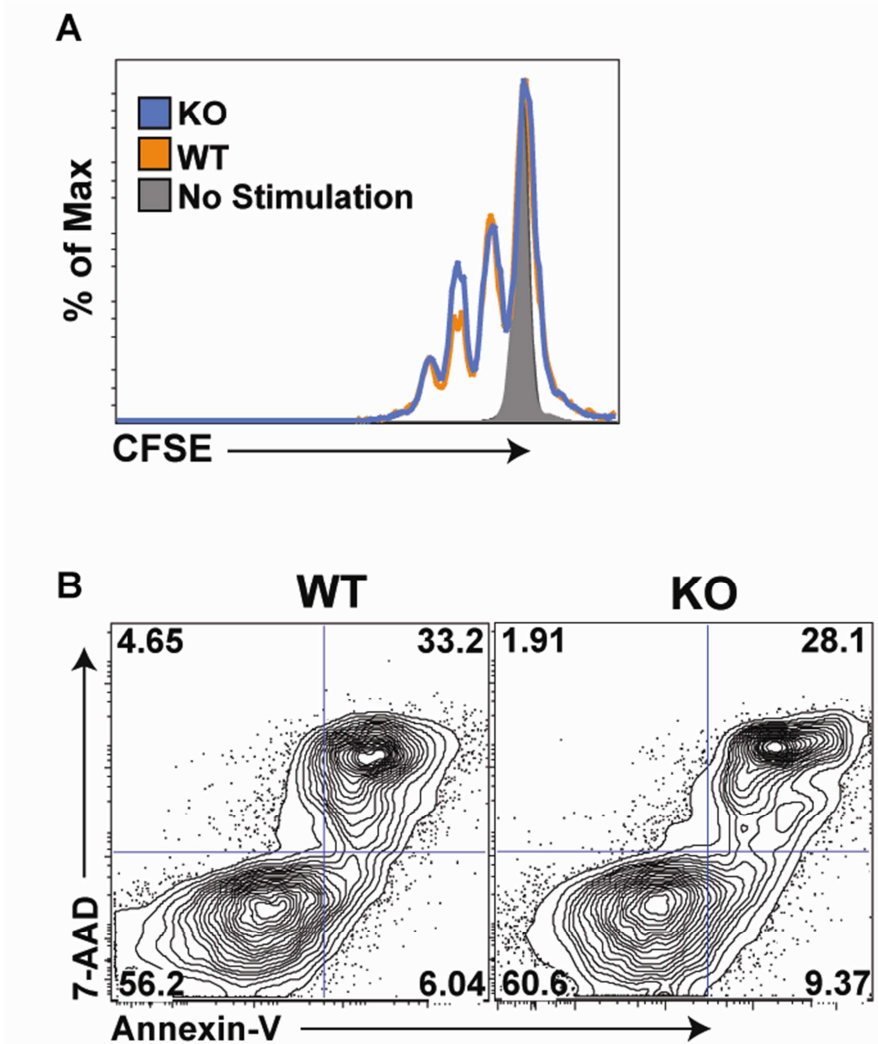 A
KO
WT
No Stimulation
% of Max
CFSE
B
WT
KO
4.65
33.2
1.91
28.1
7-AAD
56.2
6.04
60.6
9.37
Annexin-V